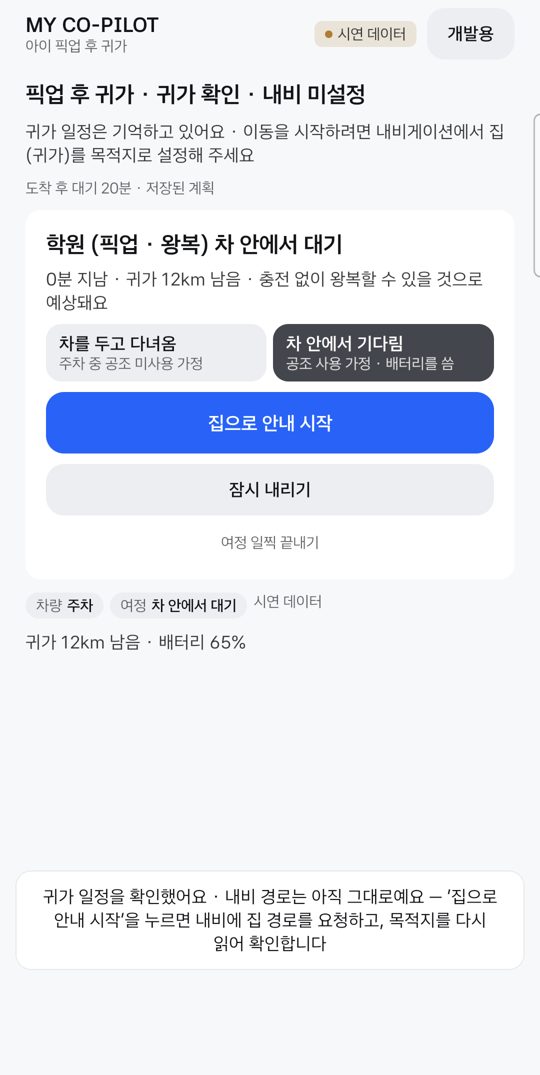 MY CO-PILOT
아이 픽업 후 귀가
시연 데이터
개발용
픽업 후 귀가 · 귀가 확인 · 내비 미설정
귀가 일정은 기억하고 있어요 · 이동을 시작하려면 내비게이션에서 집
(귀가)를 목적지로 설정해 주세요
도착 후 대기 20분 · 저장된 계획
학원 (픽업 · 왕복) 차 안에서 대기
0분 지남 · 귀가 12km 남음 · 충전 없이 왕복할 수 있을 것으로
예상돼요
차를 두고 다녀옴
주차 중 공조 미사용 가정
차 안에서 기다림
공조 사용 가정 · 배터리를 씀
집으로 안내 시작
잠시 내리기
여정 일찍 끝내기
차량 주차
여정 차 안에서 대기
시연 데이터
귀가 12km 남음 · 배터리 65%
귀가 일정을 확인했어요 · 내비 경로는 아직 그대로예요 — '집으로
안내 시작'을 누르면 내비에 집 경로를 요청하고, 목적지를 다시
읽어 확인합니다